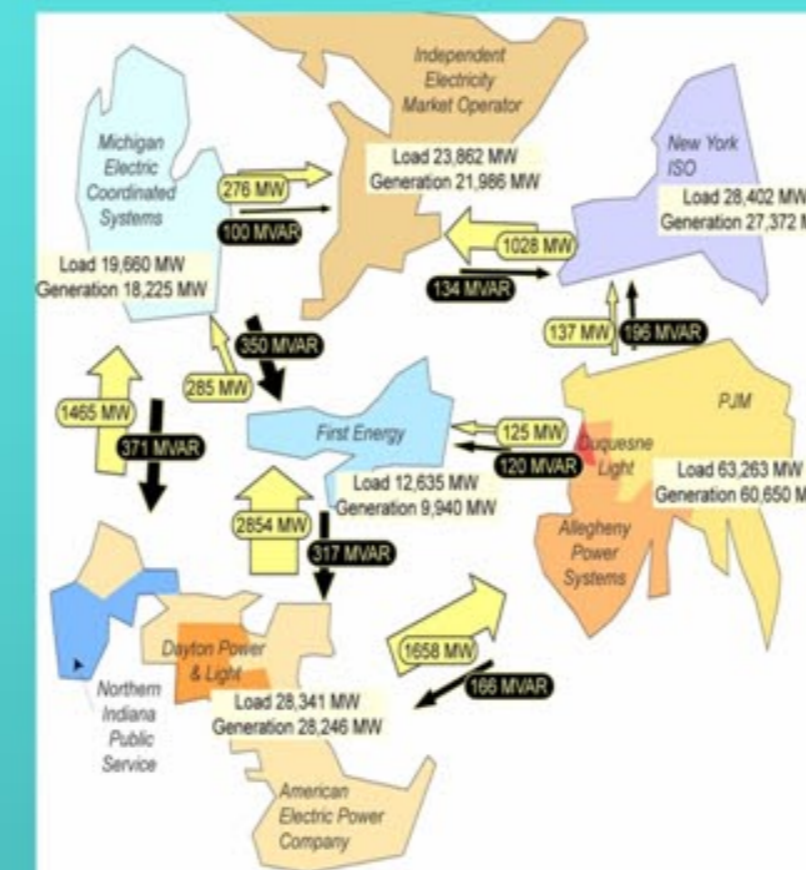 Independent
Electricity
Market Operator
Michigan
Electric
Coordinated
Systems
New York
ISO
Load 23,862 MW
Generation 21,986 MW
276 MW
100 MVAR
Load 28,402 MW
Generation 27,372 M
1028 MW
134 MVAR
Load 19,660 MW
Generation 18,225 MW
350 MVAR
285 MW
137 MW
196 MVAR
1465 MW
371 MVAR
First Energy
125 MW
120 MVAR
PJM
Duquesne
Light
Load 12,635 MW
Generation 9,940 MW
Load 63,263 MW
Generation 60,650 M
2854 MW
317 MVAR
Allegheny
Power
Systems
Dayton Power
& Light
1658 MW
166 MVAR
Northern
Indiana
Public
Service
Load 28,341 MW
Generation 28,246 MW
American
Electric Power
Company